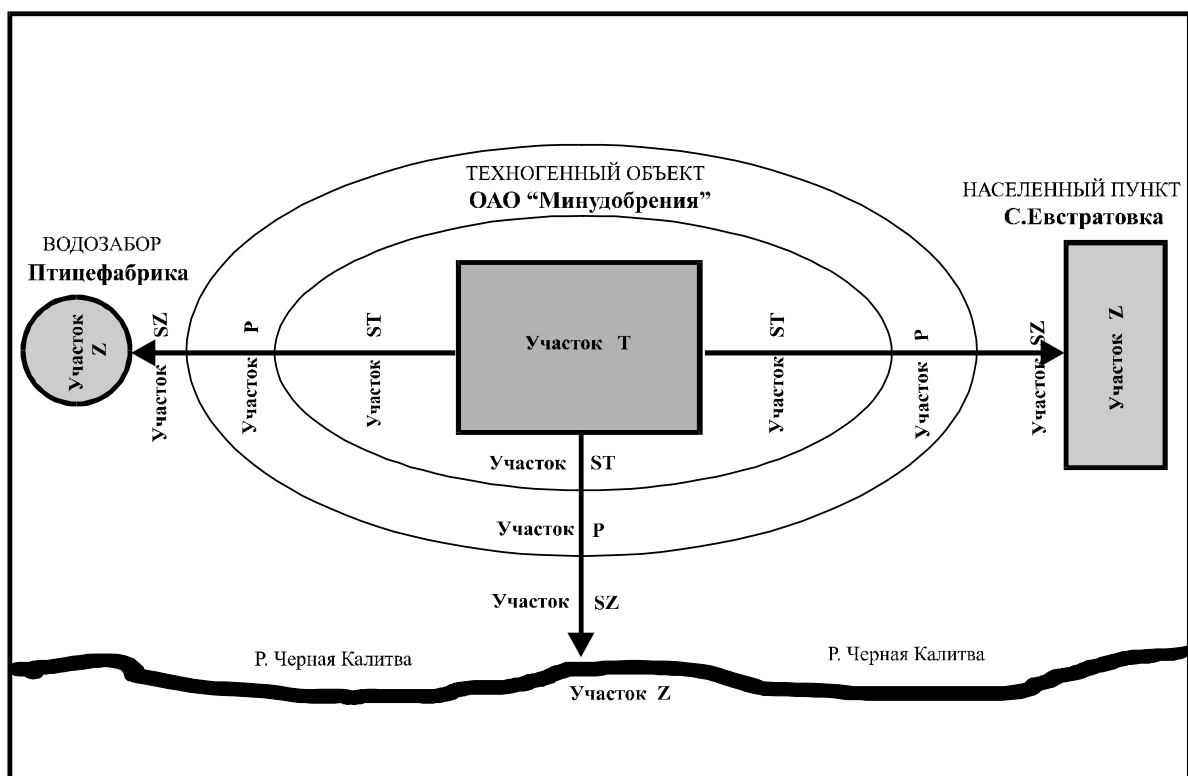 ТЕХНОГЕННЫЙ ОБЪЕКТ
ОАО “Минудобрения”
НАСЕЛЕННЫЙ ПУНКТ
С.Евстратовка
ВОДОЗАБОР
Птицефабрика
Участок Z
Участок SZ
Участок P
Участок ST
Участок T
Участок ST
Участок P
Участок SZ
Участок Z
Участок ST
Участок P
Участок SZ
Р. Черная Калитва
Р. Черная Калитва
Участок Z